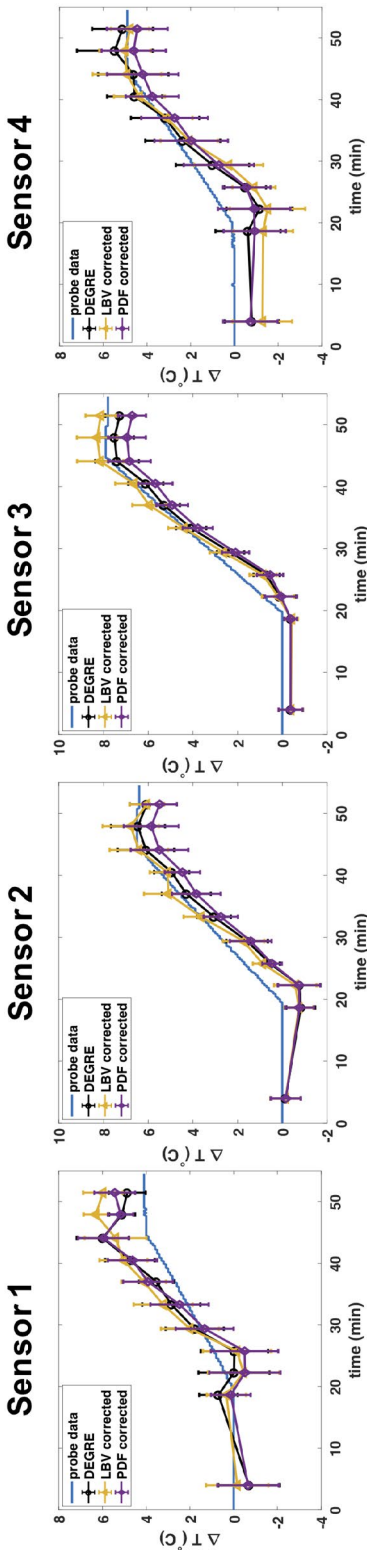 Sensor 1
probe data
DEGRE
LBV corrected
PDF corrected
8
6
4
2
0
-2
-4
Δ T (°C)
0
10
20
30
40
50
time (min)
Sensor 2
probe data
DEGRE
LBV corrected
PDF corrected
10
8
6
4
2
0
-2
Δ T (°C)
0
10
20
30
40
50
time (min)
Sensor 3
probe data
DEGRE
LBV corrected
PDF corrected
10
8
6
4
2
0
-2
Δ T (°C)
0
10
20
30
40
50
time (min)
Sensor 4
probe data
DEGRE
LBV corrected
PDF corrected
8
6
4
2
0
-2
-4
Δ T (°C)
0
10
20
30
40
50
time (min)